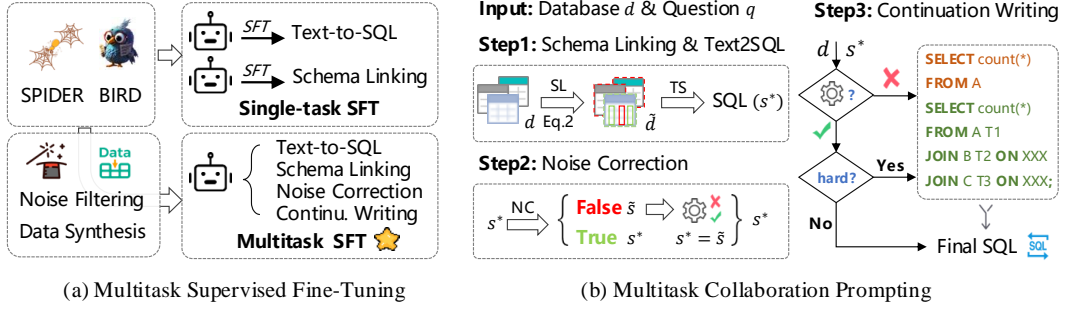 SPIDER BIRD
SFT Text-to-SQL
SFT Schema Linking
Single-task SFT
Data
Noise Filtering
Data Synthesis
Text-to-SQL
Schema Linking
Noise Correction
Continu. Writing
Multitask SFT
(a) Multitask Supervised Fine-Tuning
Input: Database d & Question q
Step1: Schema Linking & Text2SQL
SL TS
d Eq.2 d̃ SQL (s*)
Step2: Noise Correction
s* NC False s̃ s*
True s* s* = s̃
Step3: Continuation Writing
d s*
?
hard? Yes
No
SELECT count(*)
FROM A
SELECT count(*)
FROM A T1
JOIN B T2 ON XXX
JOIN C T3 ON XXX;
Final SQL SQL
(b) Multitask Collaboration Prompting